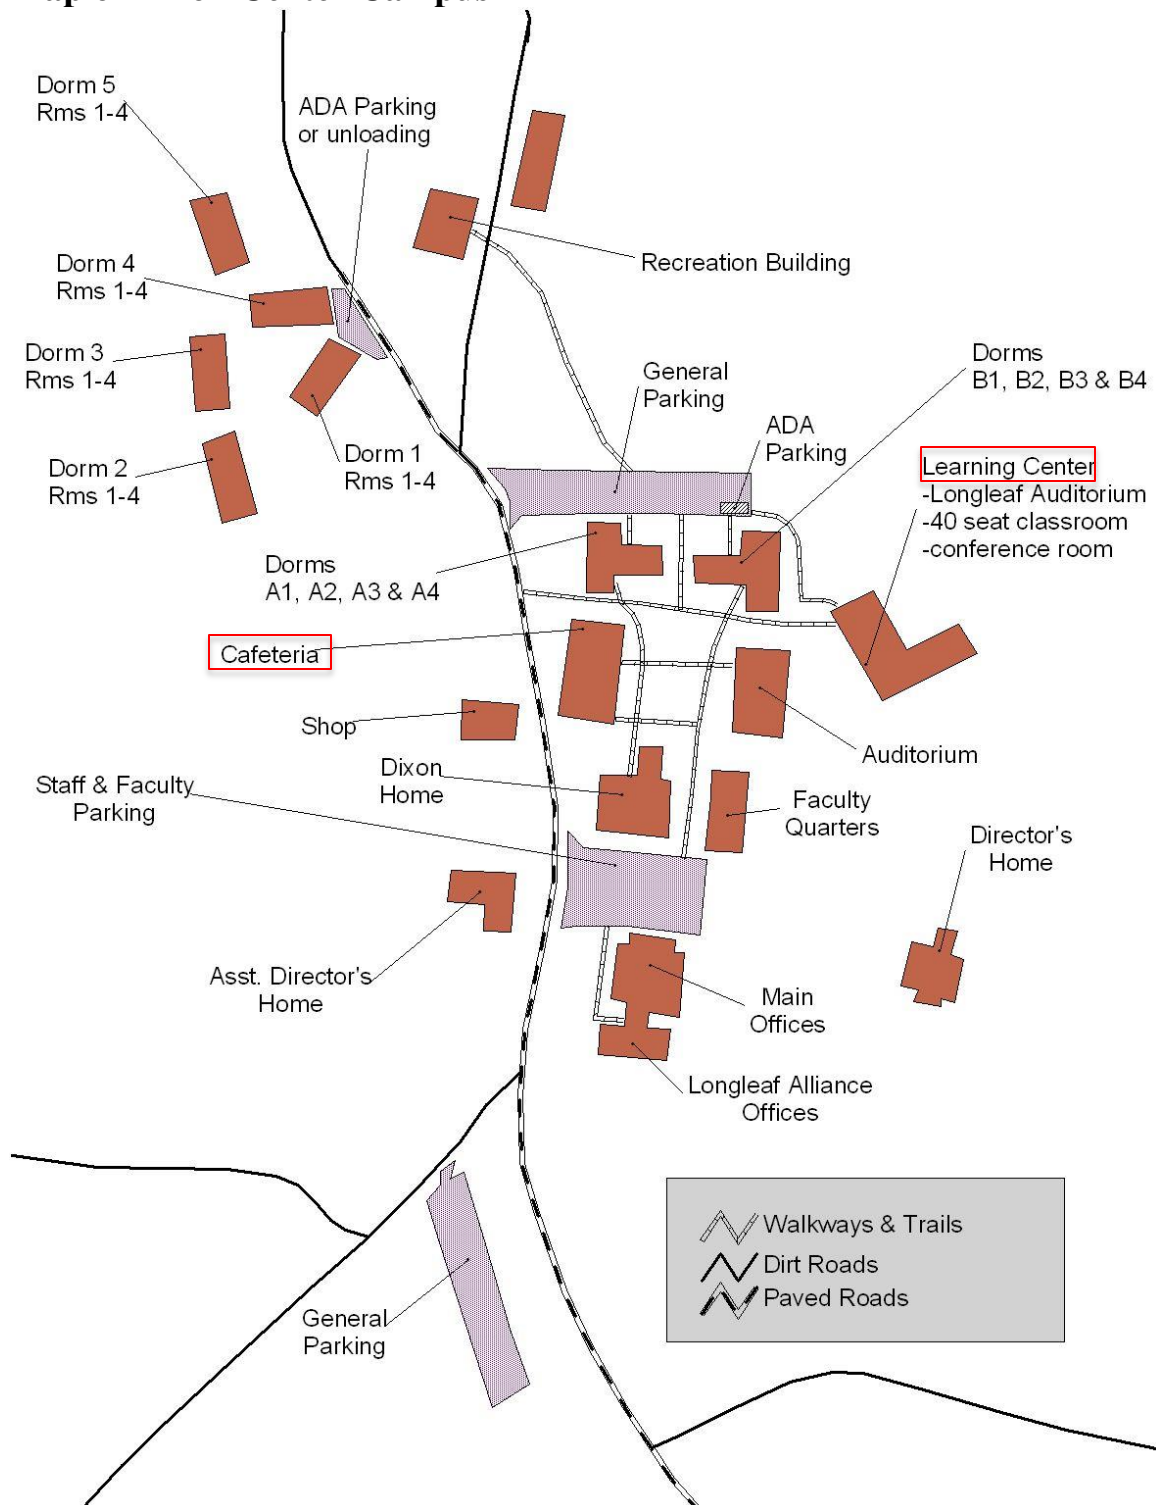 Dorm 5
Rms 1-4
ADA Parking
or unloading
Recreation Building
Dorm 4
Rms 1-4
Dorm 3
Rms 1-4
General
Parking
Dorms
B1, B2, B3 & B4
ADA
Parking
Dorm 1
Rms 1-4
Dorm 2
Rms 1-4
Learning Center
-Longleaf Auditorium
-40 seat classroom
-conference room
Dorms
A1, A2, A3 & A4
Cafeteria
Shop
Auditorium
Dixon
Home
Staff & Faculty
Parking
Faculty
Quarters
Director's
Home
Asst. Director's
Home
Main
Offices
Longleaf Alliance
Offices
Walkways & Trails
Dirt Roads
Paved Roads
General
Parking